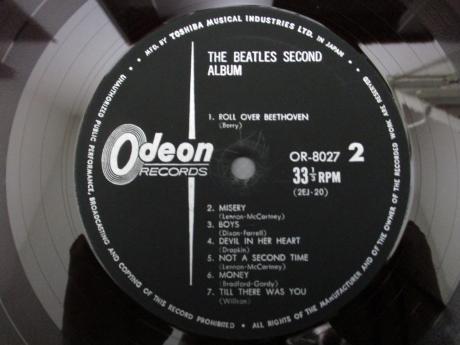 • MFG. BY TOSHIBA MUSICAL INDUSTRIES LTD. IN JAPAN. •
THE BEATLES SECOND
ALBUM
1. ROLL OVER BEETHOVEN
(Berry)
Odeon
RECORDS
OR-8027 2
33 1/3 RPM
(2EJ-20)
2. MISERY
(Lennon-McCartney)
3. BOYS
(Dixon-Farrell)
4. DEVIL IN HER HEART
(Drapkin)
5. NOT A SECOND TIME
(Lennon-McCartney)
6. MONEY
(Bradford-Gordy)
7. TILL THERE WAS YOU
(Willson)
UNAUTHORIZED PUBLIC PERFORMANCE, BROADCASTING AND COPYING OF THIS RECORD PROHIBITED • ALL RIGHTS OF THE MANUFACTURER AND OF THE OWNER OF THE RECORDED WORK ARE RESERVED